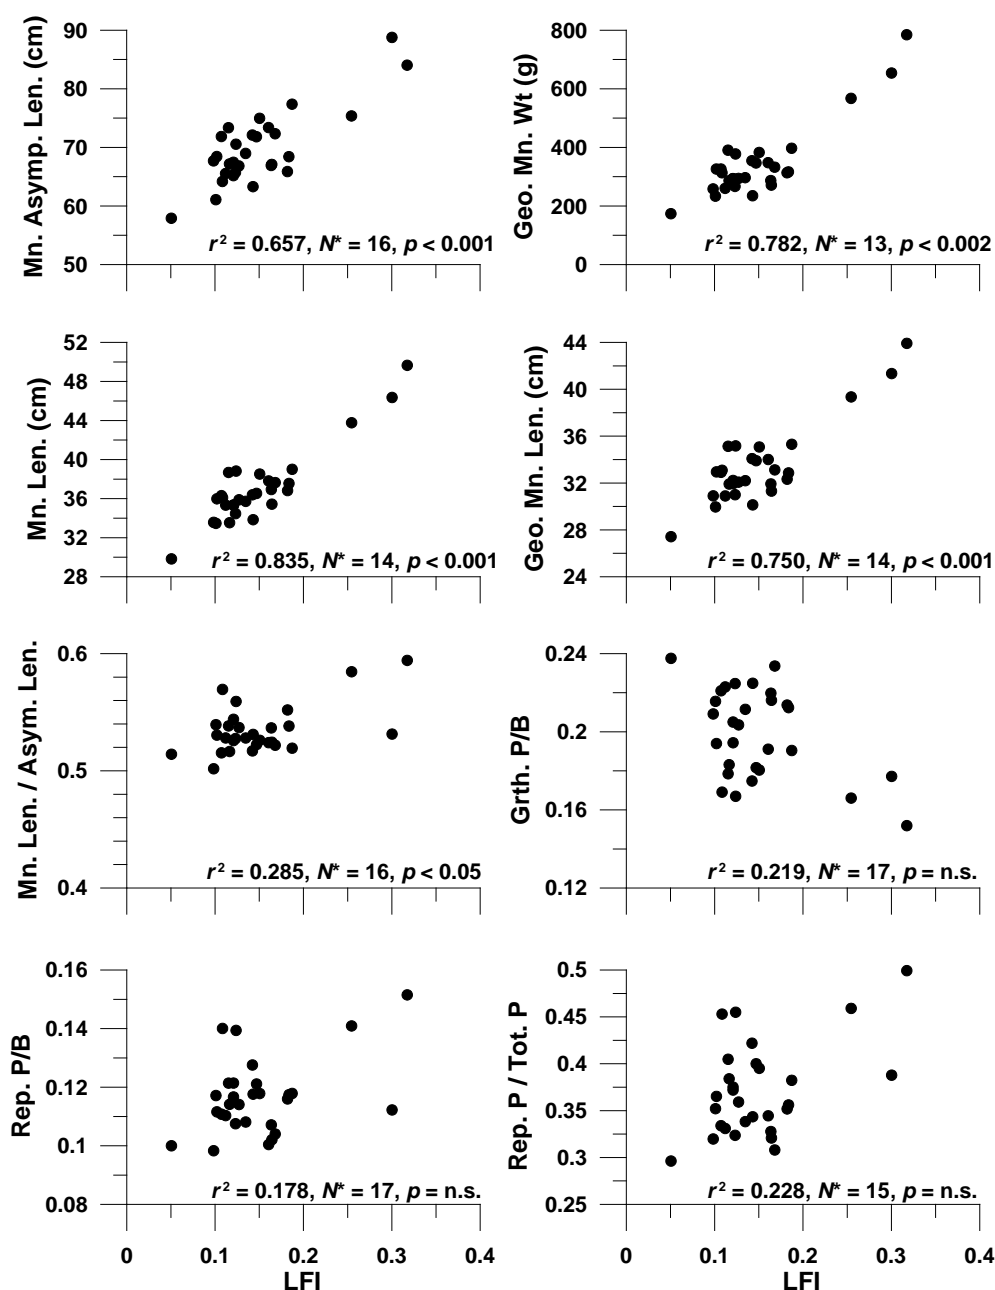 Mn. Asymp. Len. (cm)
90
80
70
60
50
r² = 0.657, N* = 16, p < 0.001
Geo. Mn. Wt (g)
800
600
400
200
0
r² = 0.782, N* = 13, p < 0.002
Mn. Len. (cm)
52
48
44
40
36
32
28
r² = 0.835, N* = 14, p < 0.001
Geo. Mn. Len. (cm)
44
40
36
32
28
24
r² = 0.750, N* = 14, p < 0.001
Mn. Len. / Asym. Len.
0.6
0.5
0.4
r² = 0.285, N* = 16, p < 0.05
Grth. P/B
0.24
0.2
0.16
0.12
r² = 0.219, N* = 17, p = n.s.
Rep. P/B
0.16
0.14
0.12
0.1
0.08
r² = 0.178, N* = 17, p = n.s.
0 0.1 0.2 0.3 0.4
LFI
Rep. P / Tot. P
0.5
0.45
0.4
0.35
0.3
0.25
r² = 0.228, N* = 15, p = n.s.
0 0.1 0.2 0.3 0.4
LFI